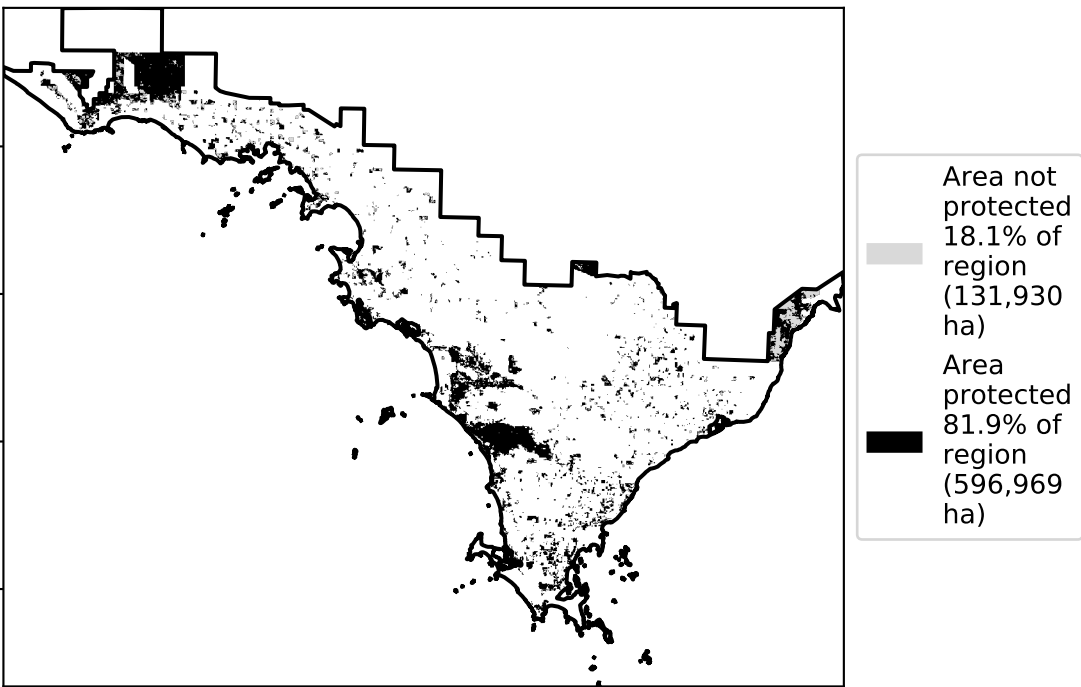 Area not
protected
18.1% of
region
(131,930
ha)
Area
protected
81.9% of
region
(596,969
ha)